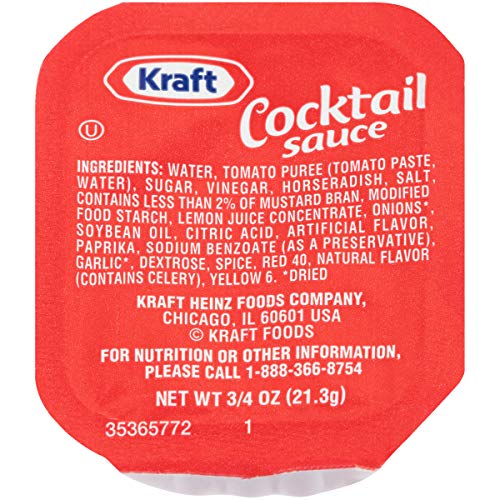 Kraft
Cocktail
sauce
U
INGREDIENTS: WATER, TOMATO PUREE (TOMATO PASTE,
WATER), SUGAR, VINEGAR, HORSERADISH, SALT,
CONTAINS LESS THAN 2% OF MUSTARD BRAN, MODIFIED
FOOD STARCH, LEMON JUICE CONCENTRATE, ONIONS*,
SOYBEAN OIL, CITRIC ACID, ARTIFICIAL FLAVOR,
PAPRIKA, SODIUM BENZOATE (AS A PRESERVATIVE),
GARLIC*, DEXTROSE, SPICE, RED 40, NATURAL FLAVOR
(CONTAINS CELERY), YELLOW 6. *DRIED
KRAFT HEINZ FOODS COMPANY,
CHICAGO, IL 60601 USA
© KRAFT FOODS
FOR NUTRITION OR OTHER INFORMATION,
PLEASE CALL 1-888-366-8754
NET WT 3/4 OZ (21.3g)
35365772 1